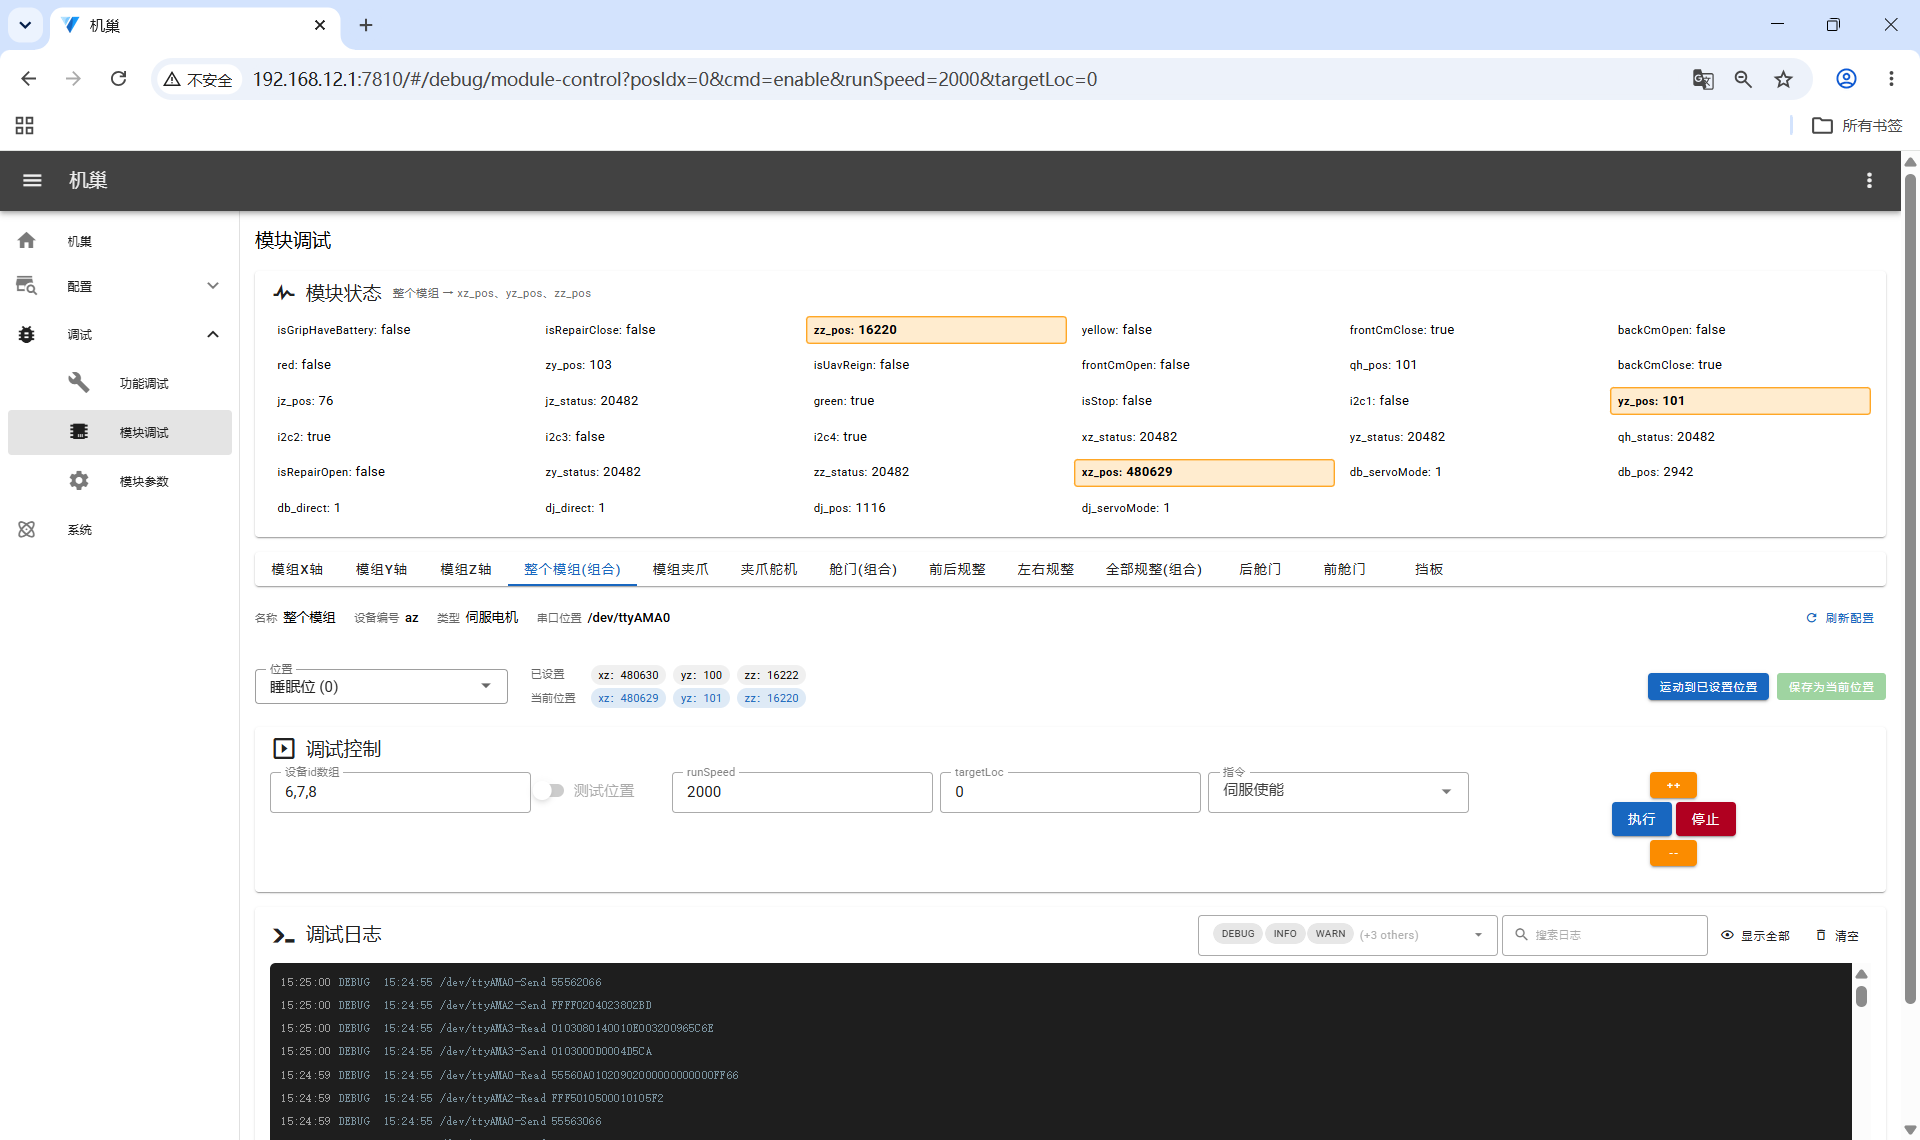 机巢
不安全
192.168.12.1:7810/#/debug/module-control?posIdx=0&cmd=enable&runSpeed=2000&targetLoc=0
所有书签
机巢
机巢
配置
调试
功能调试
模块调试
模块参数
系统
模块调试
模块状态 整个模组 → xz_pos、yz_pos、zz_pos
isGripHaveBattery: false isRepairClose: false zz_pos: 16220 yellow: false frontCmClose: true backCmOpen: false
red: false zy_pos: 103 isUavReign: false frontCmOpen: false qh_pos: 101 backCmClose: true
jz_pos: 76 jz_status: 20482 green: true isStop: false i2c1: false yz_pos: 101
i2c2: true i2c3: false i2c4: true xz_status: 20482 yz_status: 20482 qh_status: 20482
isRepairOpen: false zy_status: 20482 zz_status: 20482 xz_pos: 480629 db_servoMode: 1 db_pos: 2942
db_direct: 1 dj_direct: 1 dj_pos: 1116 dj_servoMode: 1
模组X轴 模组Y轴 模组Z轴 整个模组(组合) 模组夹爪 夹爪舵机 舱门(组合) 前后规整 左右规整 全部规整(组合) 后舱门 前舱门 挡板
名称 整个模组 设备编号 az 类型 伺服电机 串口位置 /dev/ttyAMA0 刷新配置
位置
睡眠位 (0)
已设置 xz: 480630 yz: 100 zz: 16222
当前位置 xz: 480629 yz: 101 zz: 16220
运动到已设置位置 保存为当前位置
调试控制
设备id数组 runSpeed targetLoc 指令
6,7,8 测试位置 2000 0 伺服使能
++
执行 停止
--
调试日志 DEBUG INFO WARN (+3 others) 搜索日志 显示全部 清空
15:25:00 DEBUG 15:24:55 /dev/ttyAMA0-Send 55562066
15:25:00 DEBUG 15:24:55 /dev/ttyAMA2-Send FFFF0204023802BD
15:25:00 DEBUG 15:24:55 /dev/ttyAMA3-Read 0103080140010E003200965C6E
15:25:00 DEBUG 15:24:55 /dev/ttyAMA3-Send 0103000D0004D5CA
15:24:59 DEBUG 15:24:55 /dev/ttyAMA0-Read 55560A01020902000000000000FF66
15:24:59 DEBUG 15:24:55 /dev/ttyAMA2-Read FFF5010500010105F2
15:24:59 DEBUG 15:24:55 /dev/ttyAMA0-Send 55563066